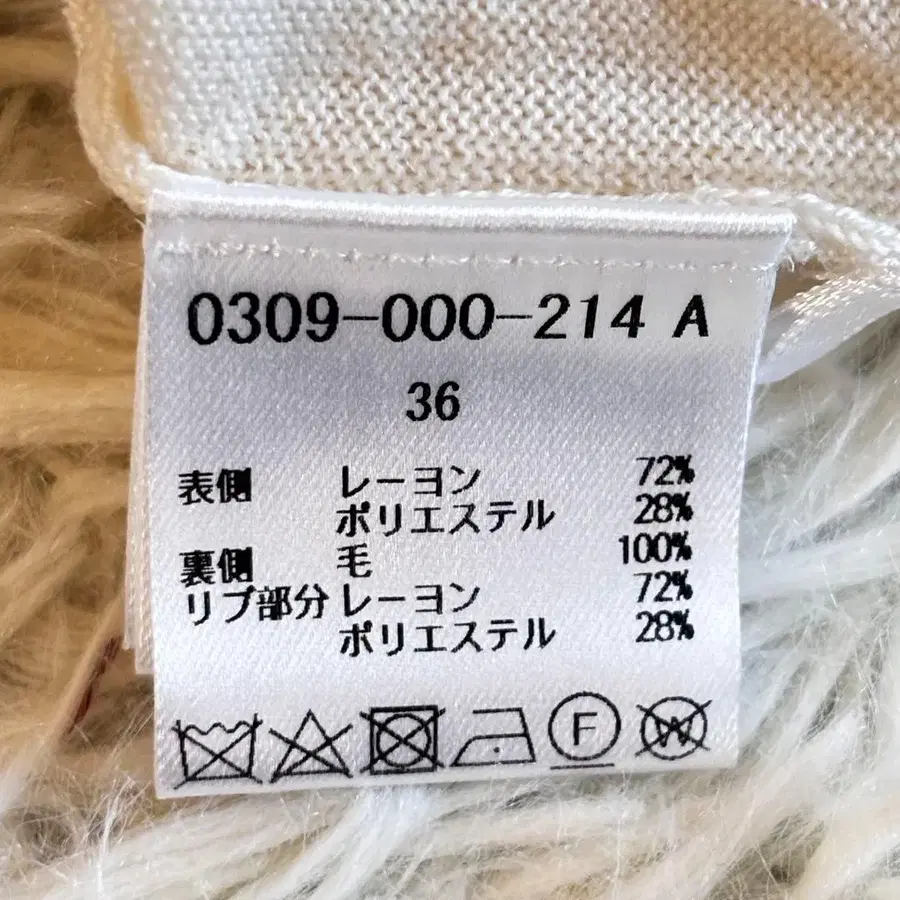 0309-000-214 A
36
表側 レーヨン 72%
ポリエステル 28%
裏側 毛 100%
リブ部分 レーヨン 72%
ポリエステル 28%
F W